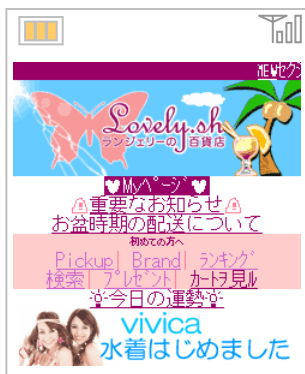 NEWセクシ
Lovely.sh
ランジェリーの百貨店
♥Myﾍﾟｰｼﾞ♥
重要なお知らせ
お盆時期の配送について
初めての方へ
Pickup| Brand| ﾗﾝｷﾝｸﾞ
検索| ﾌﾟﾚｾﾞﾝﾄ| ｶｰﾄｦ見ﾙ
今日の運勢
vivica
水着はじめました